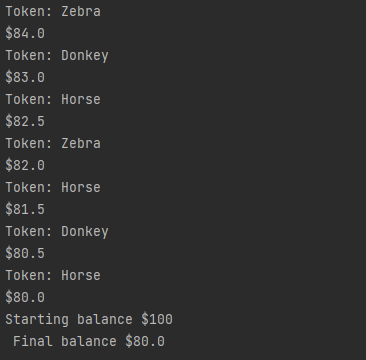 Token: Zebra
$84.0
Token: Donkey
$83.0
Token: Horse
$82.5
Token: Zebra
$82.0
Token: Horse
$81.5
Token: Donkey
$80.5
Token: Horse
$80.0
Starting balance $100
Final balance $80.0